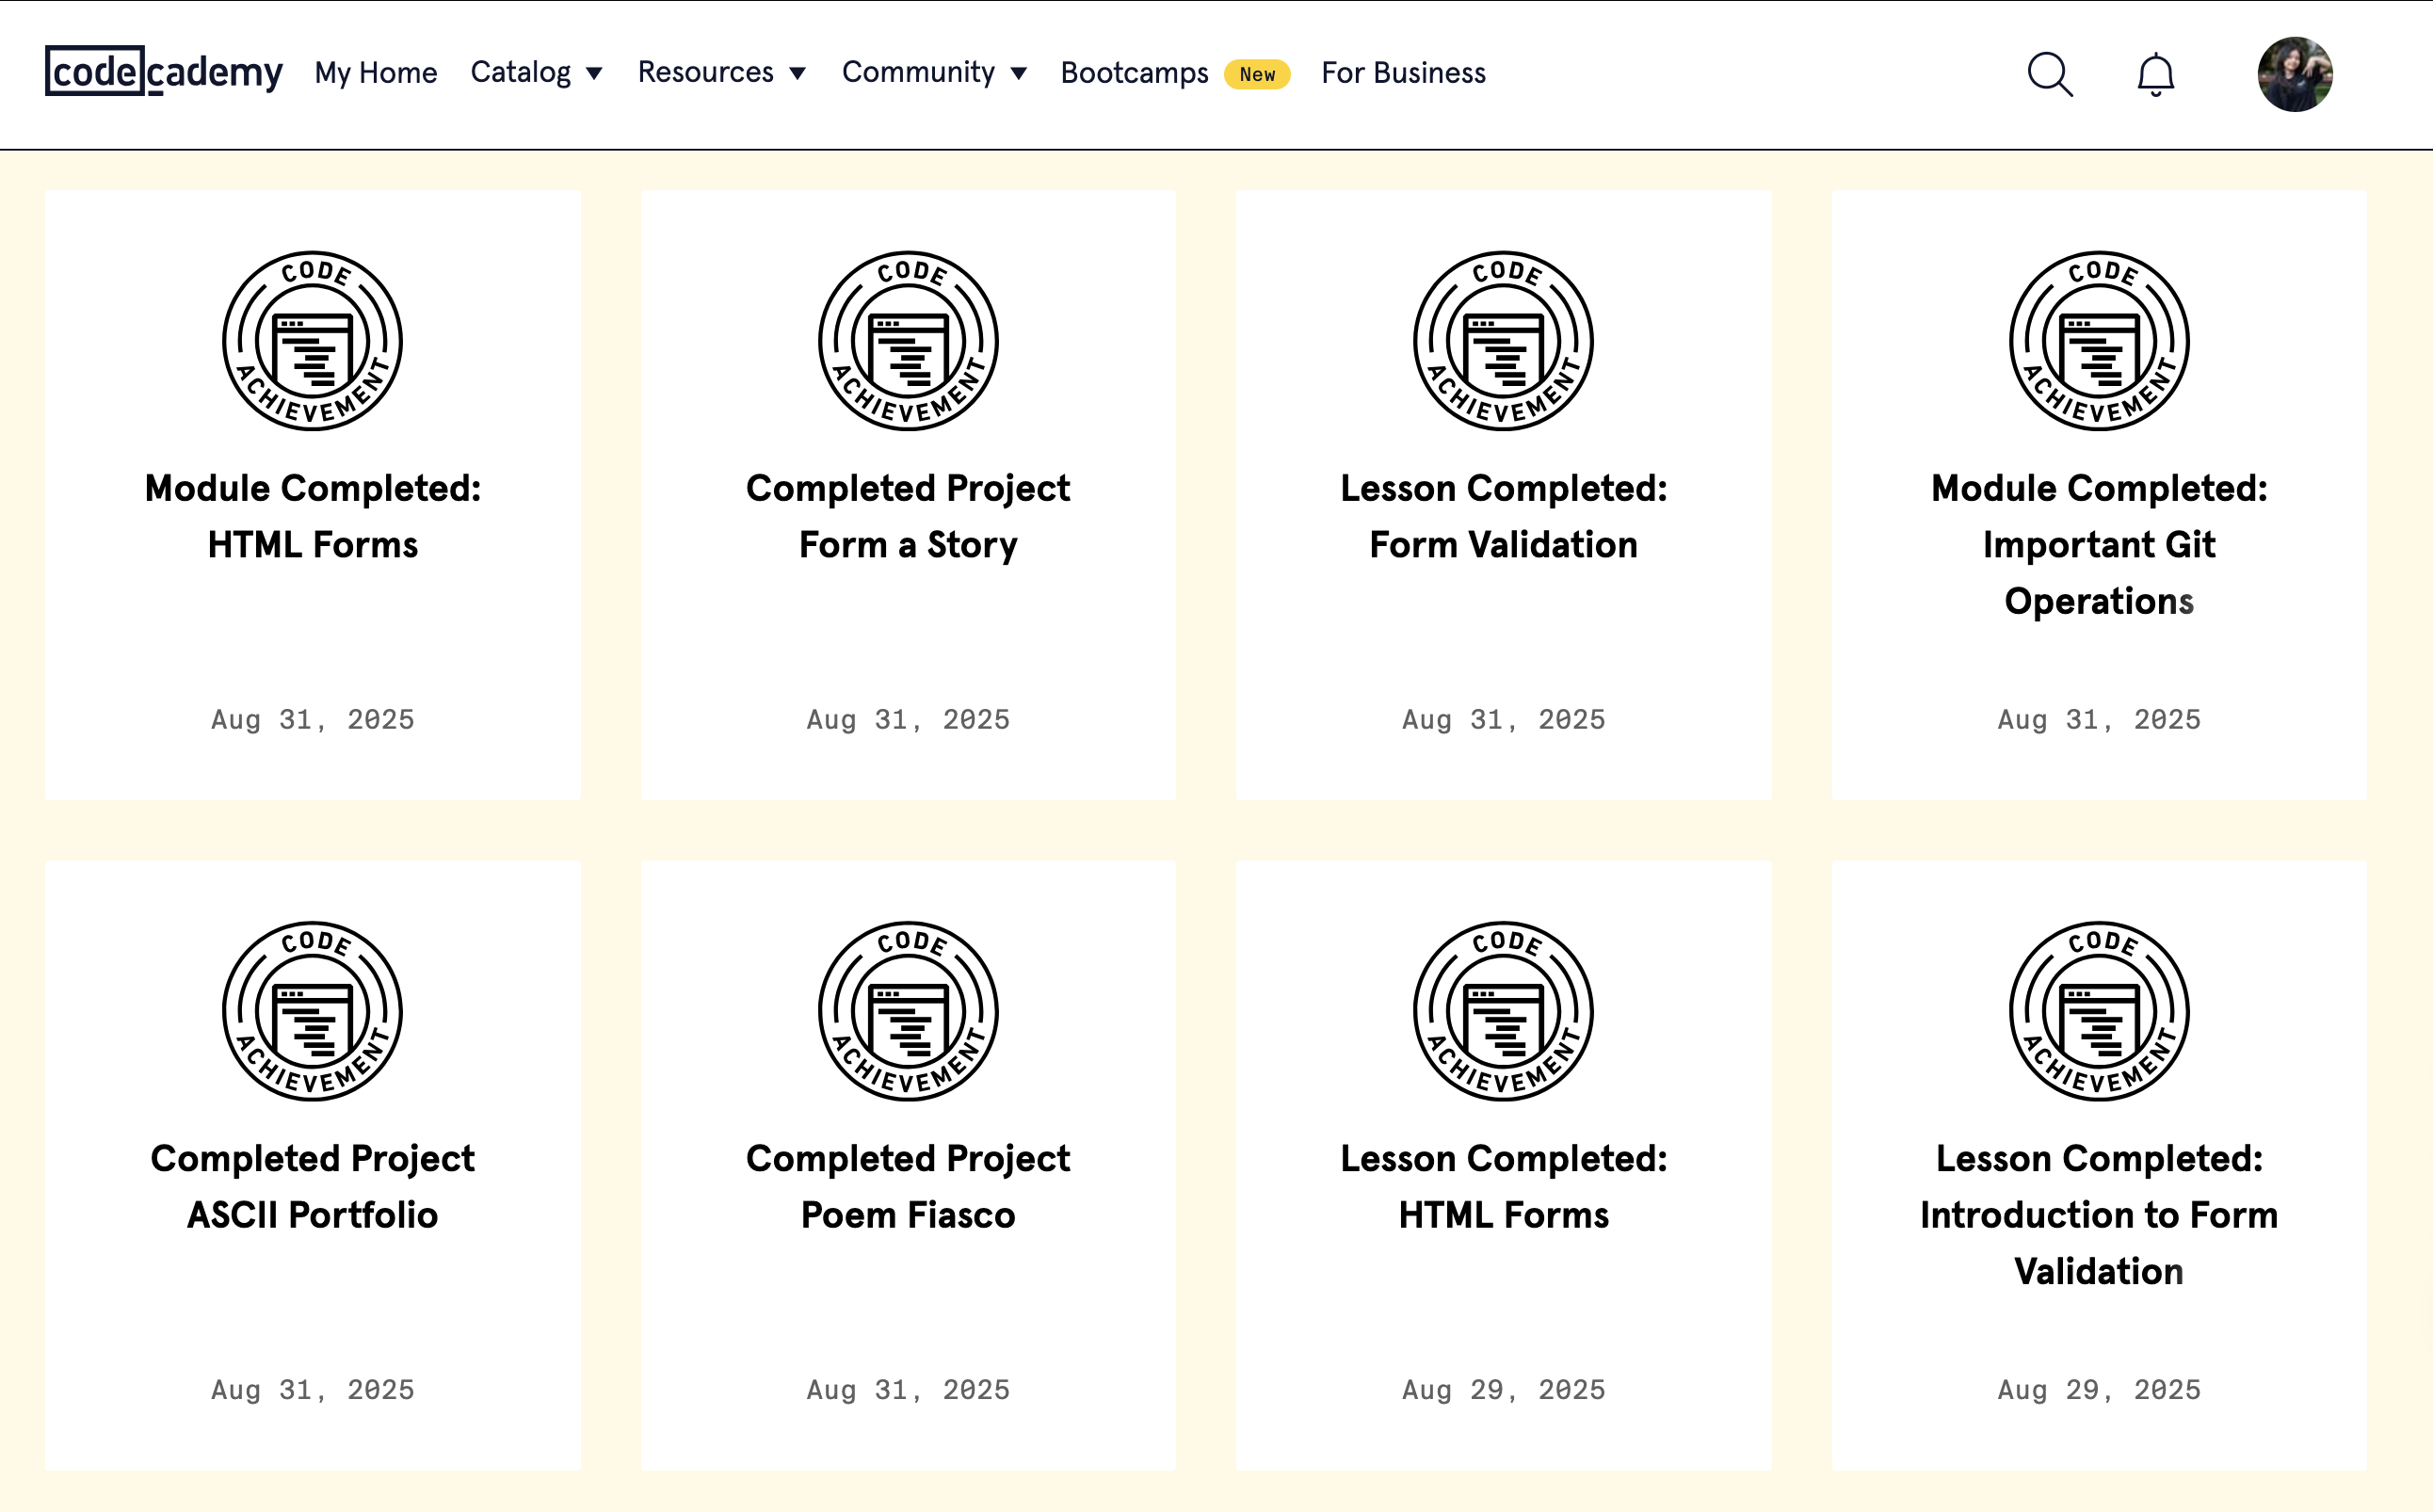 codecademy My Home Catalog Resources Community Bootcamps New For Business
CODE ACHIEVEMENT
Module Completed:
HTML Forms
Aug 31, 2025
CODE ACHIEVEMENT
Completed Project
Form a Story
Aug 31, 2025
CODE ACHIEVEMENT
Lesson Completed:
Form Validation
Aug 31, 2025
CODE ACHIEVEMENT
Module Completed:
Important Git
Operations
Aug 31, 2025
CODE ACHIEVEMENT
Completed Project
ASCII Portfolio
Aug 31, 2025
CODE ACHIEVEMENT
Completed Project
Poem Fiasco
Aug 31, 2025
CODE ACHIEVEMENT
Lesson Completed:
HTML Forms
Aug 29, 2025
CODE ACHIEVEMENT
Lesson Completed:
Introduction to Form
Validation
Aug 29, 2025